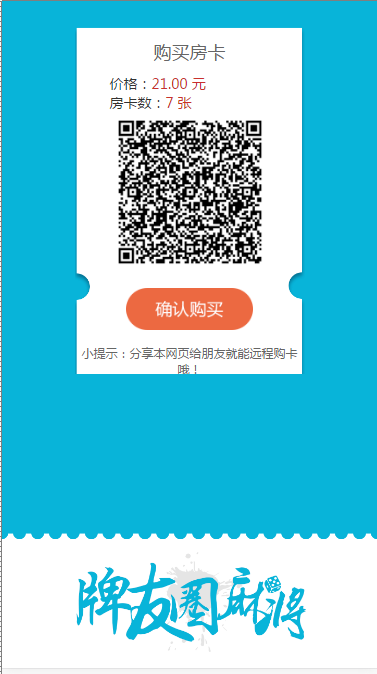 购买房卡
价格：21.00 元
房卡数：7 张
确认购买
小提示：分享本网页给朋友就能远程购卡
哦！
牌友圈麻将